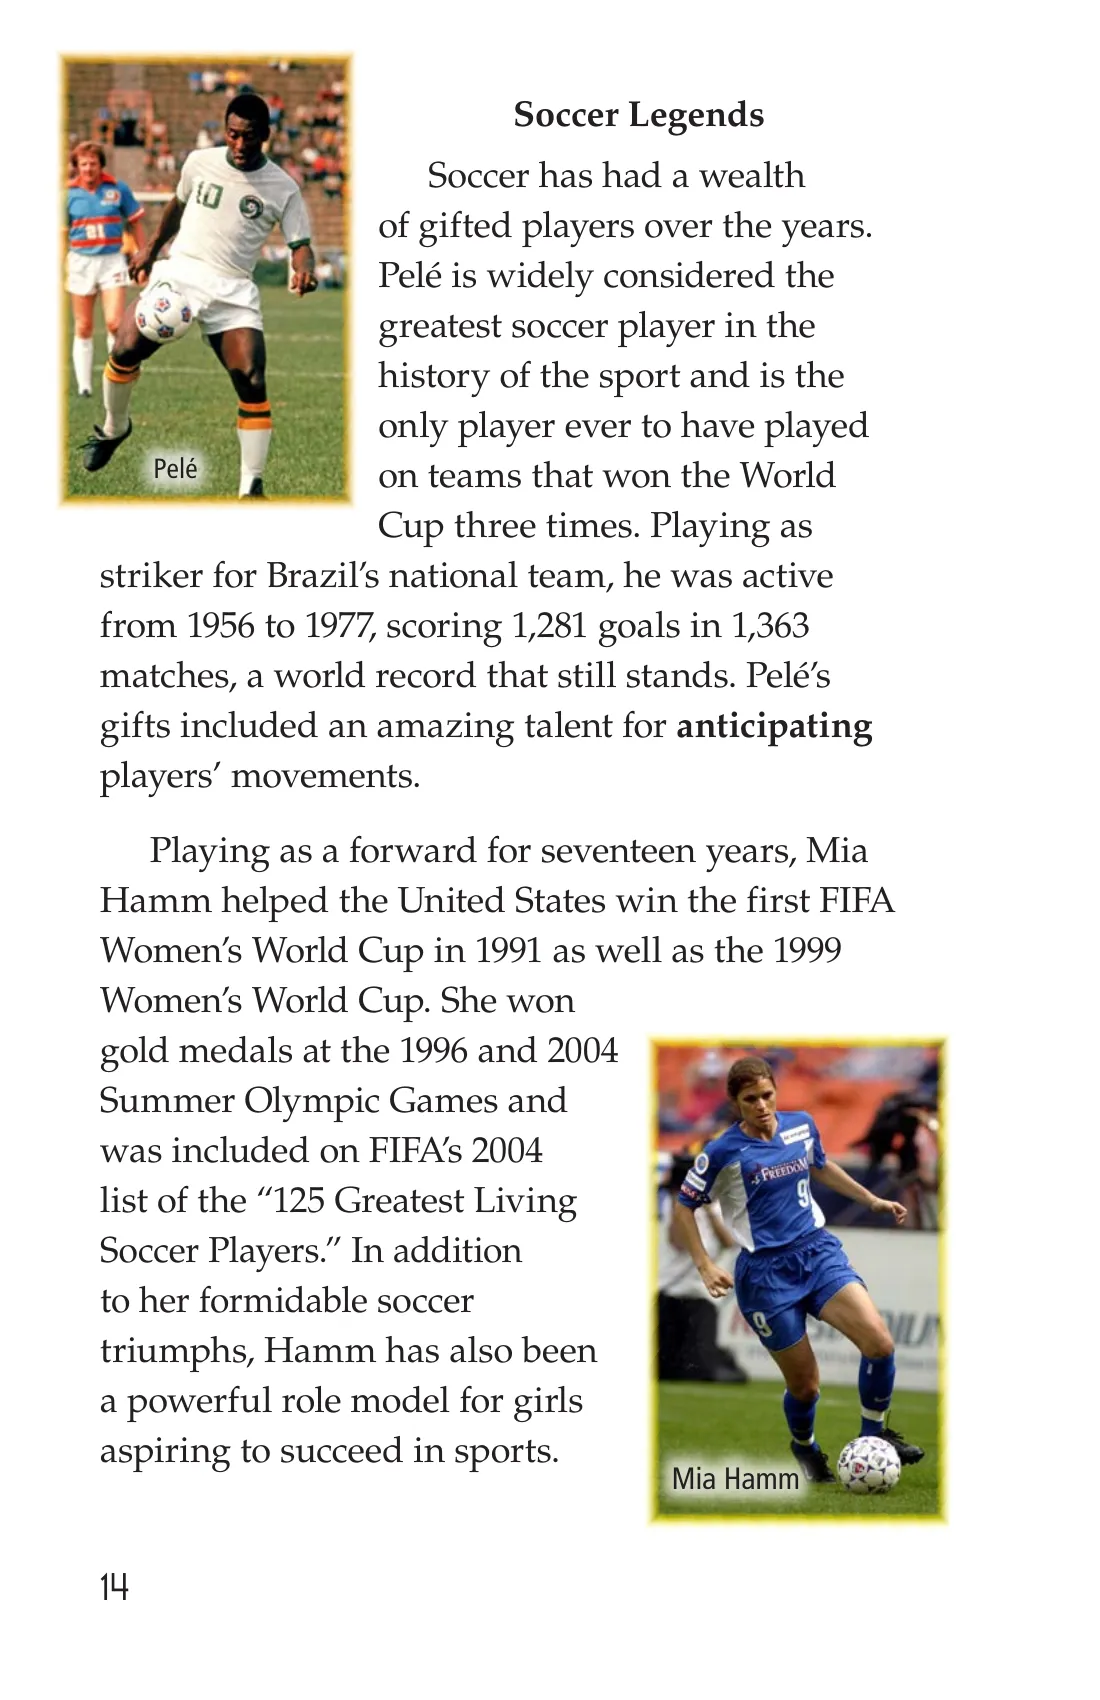 Soccer Legends
Soccer has had a wealth
of gifted players over the years.
Pelé is widely considered the
greatest soccer player in the
history of the sport and is the
only player ever to have played
on teams that won the World
Cup three times. Playing as
striker for Brazil’s national team, he was active
from 1956 to 1977, scoring 1,281 goals in 1,363
matches, a world record that still stands. Pelé’s
gifts included an amazing talent for anticipating
players’ movements.
10
21
Pelé
Playing as a forward for seventeen years, Mia
Hamm helped the United States win the first FIFA
Women’s World Cup in 1991 as well as the 1999
Women’s World Cup. She won
gold medals at the 1996 and 2004
Summer Olympic Games and
was included on FIFA’s 2004
list of the “125 Greatest Living
Soccer Players.” In addition
to her formidable soccer
triumphs, Hamm has also been
a powerful role model for girls
aspiring to succeed in sports.
FREEDOM
9
9
Mia Hamm
14